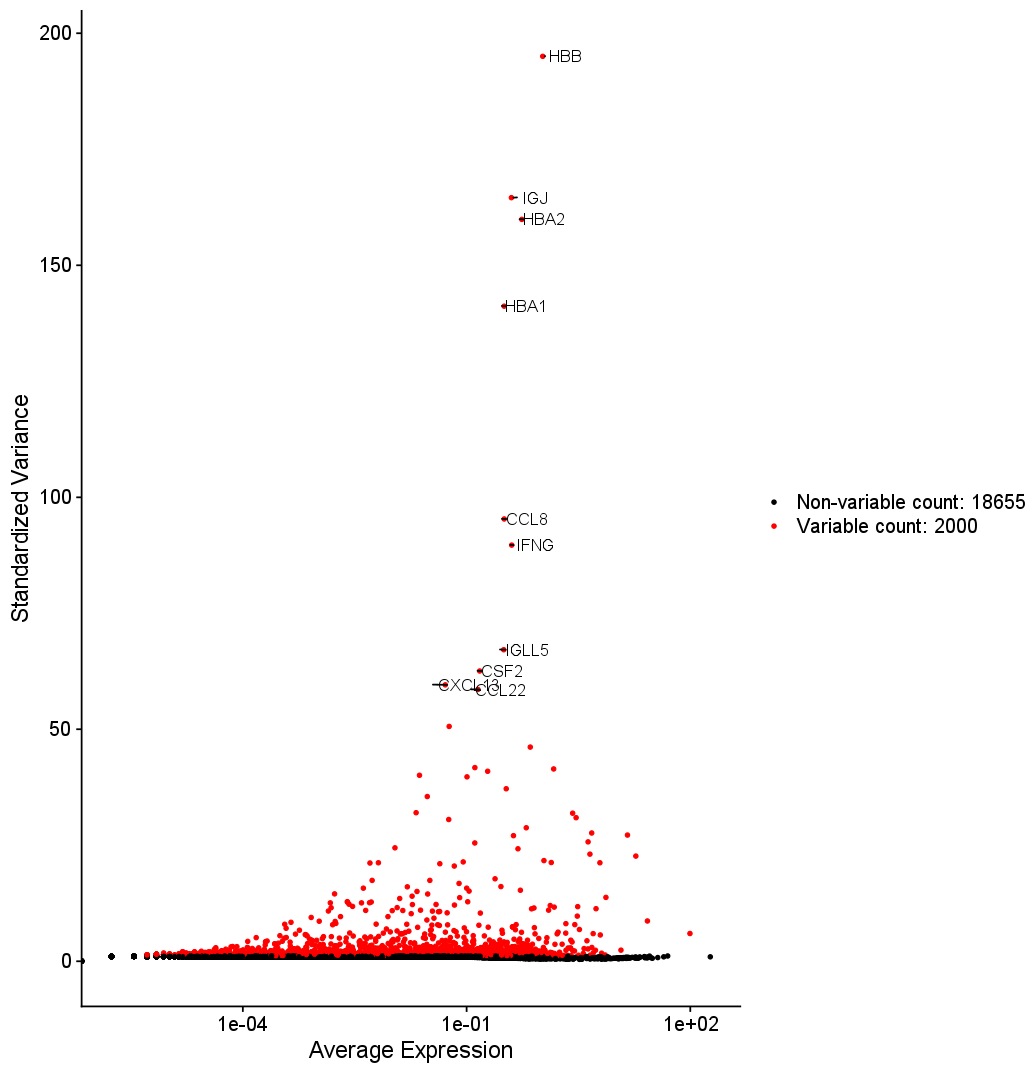 200
HBB
IGJ
HBA2
150
HBA1
Standardized Variance
100
CCL8
Non-variable count: 18655
IFNG
Variable count: 2000
IGLL5
CSF2
CXCL13
CCL22
50
0
1e-04
1e-01
1e+02
Average Expression